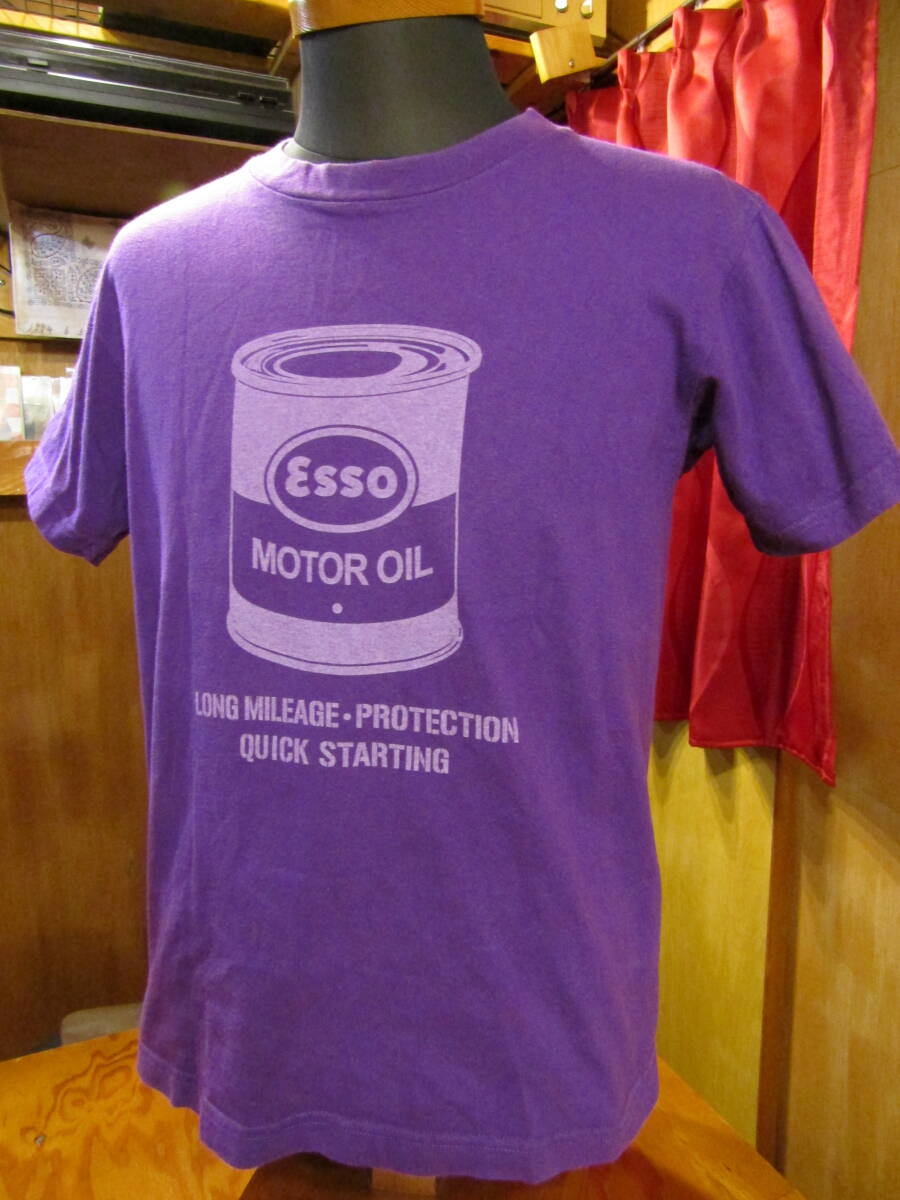 Esso
MOTOR OIL
LONG MILEAGE • PROTECTION
QUICK STARTING